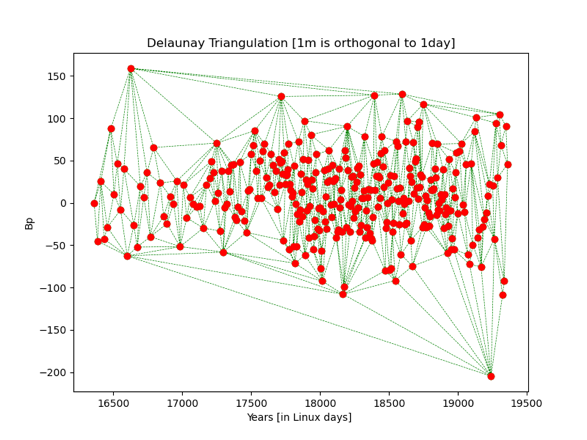 Delaunay Triangulation [1m is orthogonal to 1day]
150
100
50
0
−50
−100
−150
−200
Bp
16500 17000 17500 18000 18500 19000 19500
Years [in Linux days]